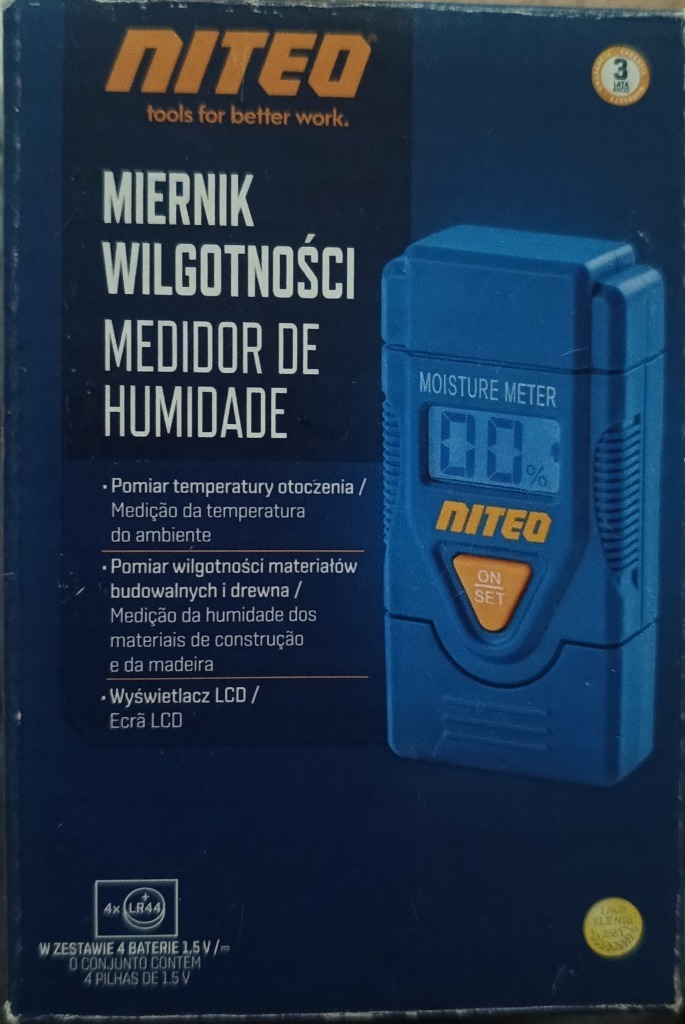 NITEO
tools for better work.
3
LATA
MIERNIK
WILGOTNOŚCI
MEDIDOR DE
HUMIDADE
MOISTURE METER
00%
NITEO
ON
SET
· Pomiar temperatury otoczenia /
Medição da temperatura
do ambiente
· Pomiar wilgotności materiałów
budowalnych i drewna /
Medição da humidade dos
materiais de construção
e da madeira
· Wyświetlacz LCD /
Ecrã LCD
4x LR44
+
W ZESTAWIE 4 BATERIE 1,5 V /
O CONJUNTO CONTÉM
4 PILHAS DE 1.5 V